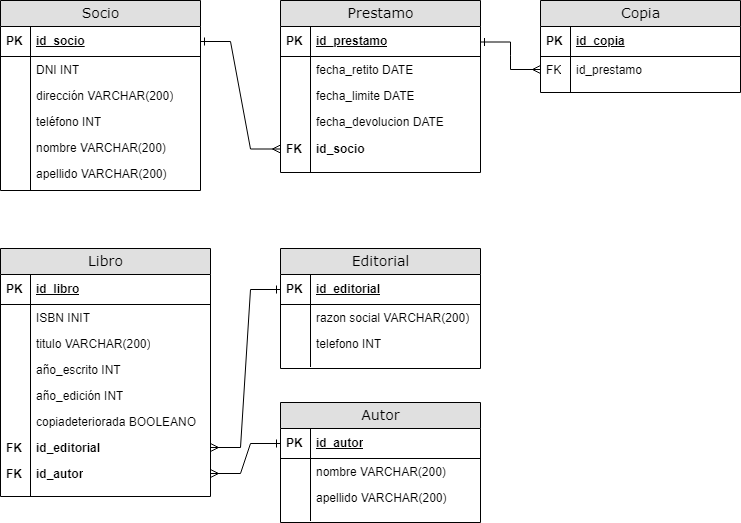 Socio
PK id_socio
DNI INT
dirección VARCHAR(200)
teléfono INT
nombre VARCHAR(200)
apellido VARCHAR(200)
Prestamo
PK id_prestamo
fecha_retito DATE
fecha_limite DATE
fecha_devolucion DATE
FK id_socio
Copia
PK id_copia
FK id_prestamo
Libro
PK id_libro
ISBN INIT
titulo VARCHAR(200)
año_escrito INT
año_edición INT
copiadeteriorada BOOLEANO
FK id_editorial
FK id_autor
Editorial
PK id_editorial
razon social VARCHAR(200)
telefono INT
Autor
PK id_autor
nombre VARCHAR(200)
apellido VARCHAR(200)